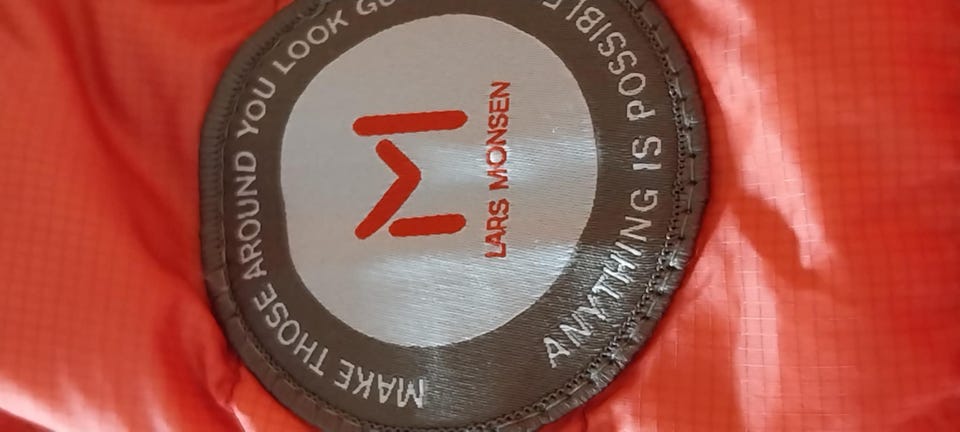 MAKE THOSE AROUND YOU LOOK
M
LARS MONSEN
ANYTHING IS POSSIBLE